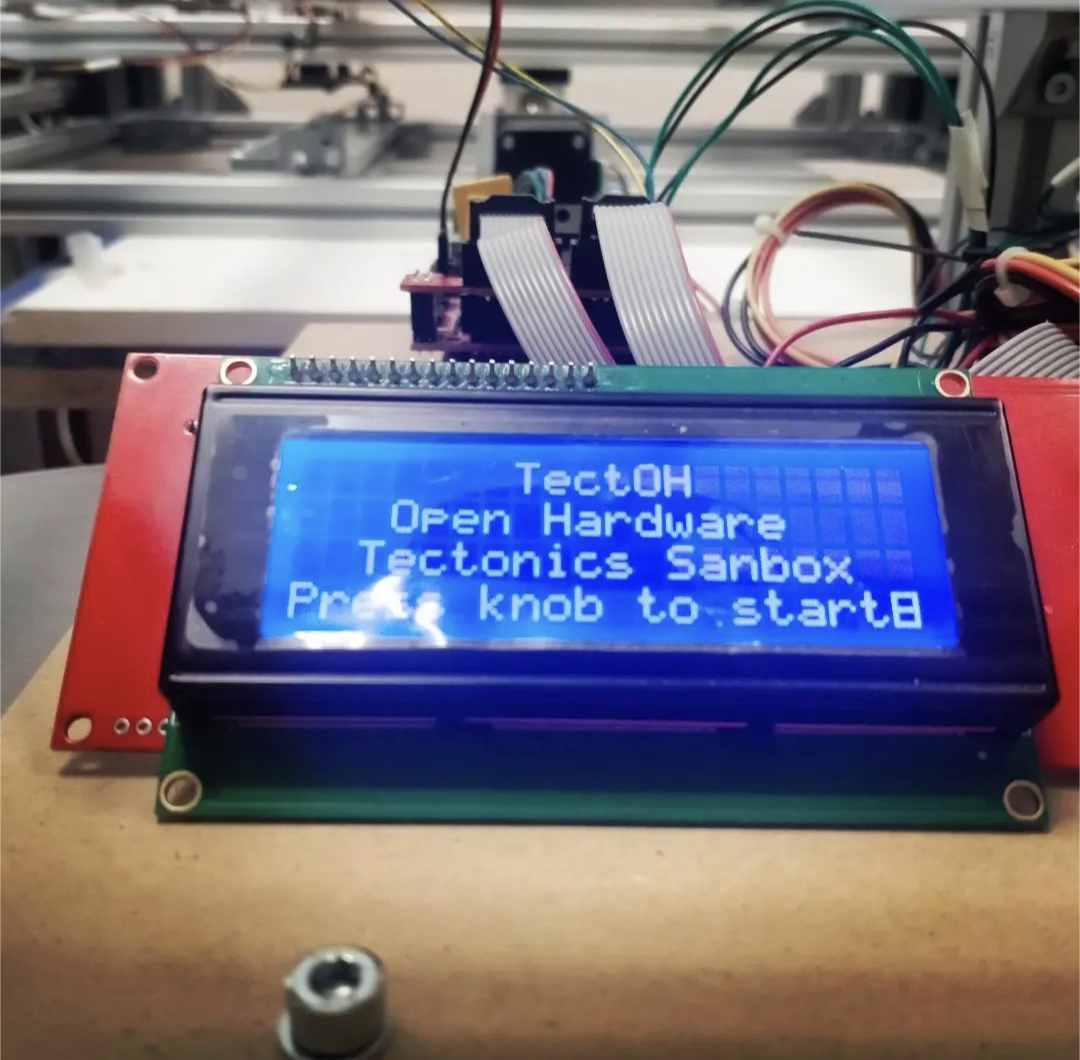 TectOH
Open Hardware
Tectonics Sanbox
Press knob to start